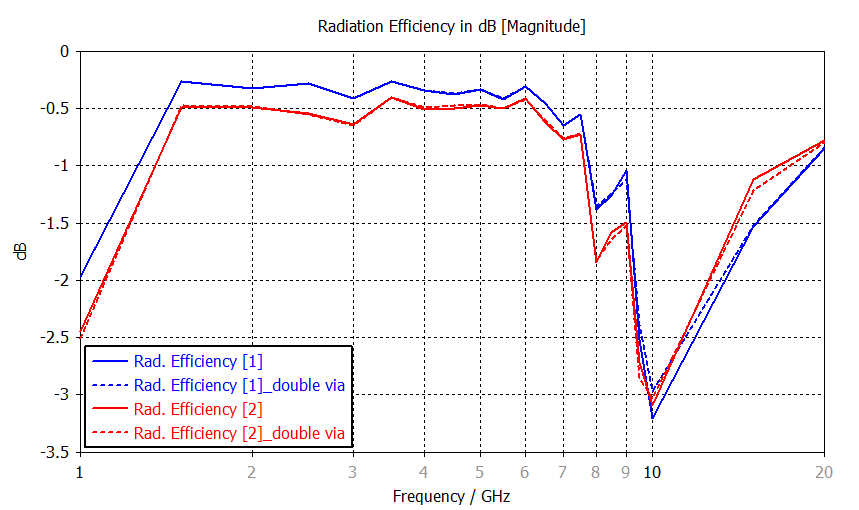 Radiation Efficiency in dB [Magnitude]
0
-0.5
-1
-1.5
-2
-2.5
-3
-3.5
dB
Rad. Efficiency [1]
Rad. Efficiency [1]_double via
Rad. Efficiency [2]
Rad. Efficiency [2]_double via
1 2 3 4 5 6 7 8 9 10 20
Frequency / GHz